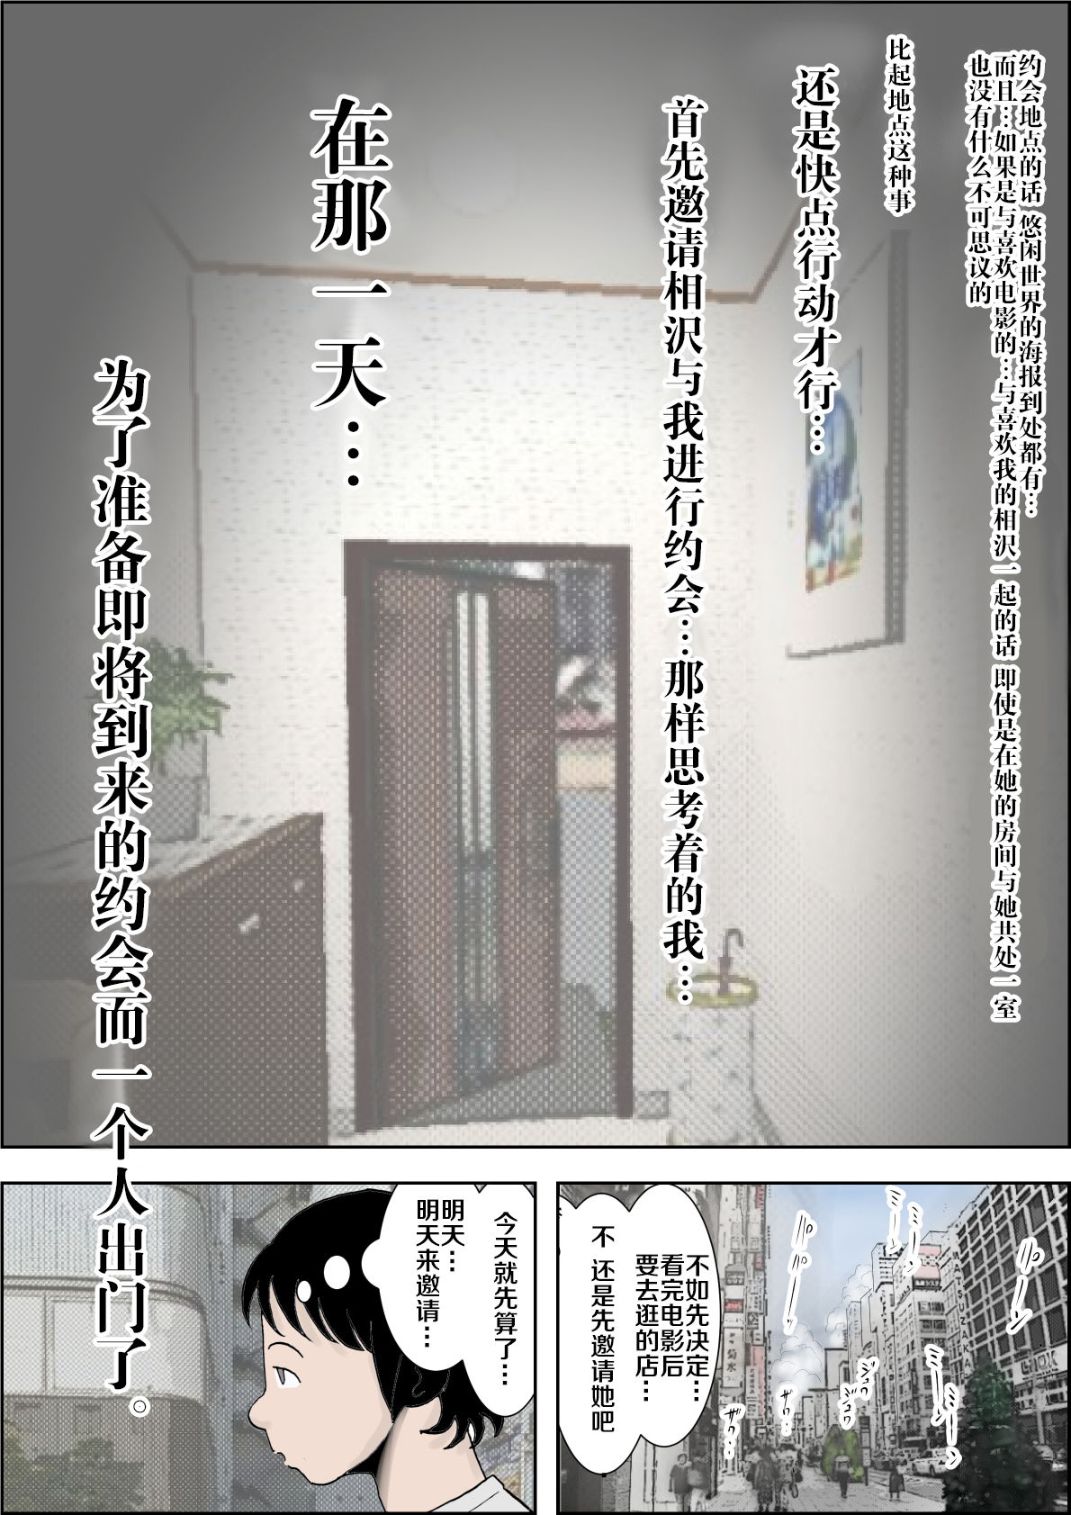 约会地点的话 悠闲世界的海报到处都有…
而且…如果是与喜欢电影的…与喜欢我的相沢一起的话 即使是在她的房间与她共处一室
也没有什么不可思议的
比起地点这种事
还是快点行动才行…
首先邀请相沢与我进行约会…那样思考着的我…
在那一天…
为了准备即将到来的约会而一个人出门了。
不如先决定…
看完电影后
要去逛的店…
不 还是先邀请她吧
今天就先算了…
明天…
明天来邀请…